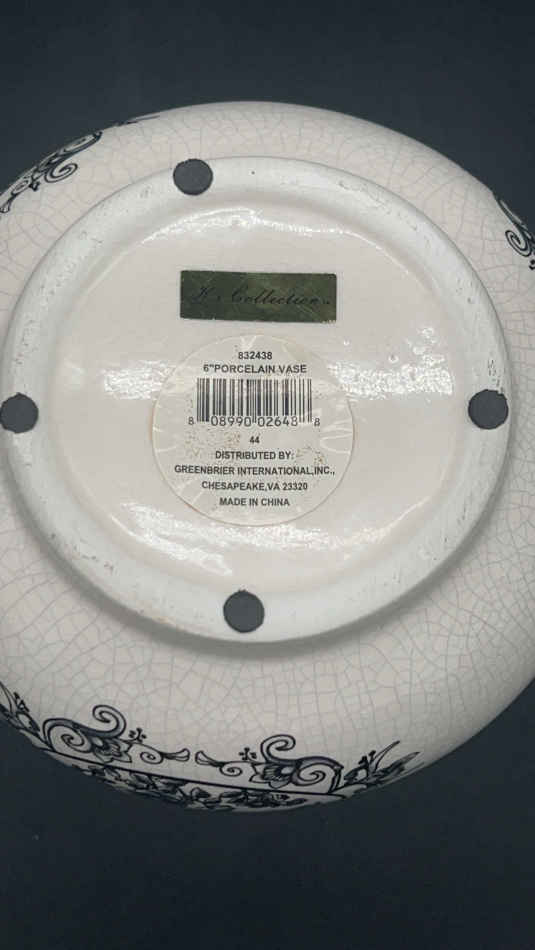 K's Collection
832438
6"PORCELAIN VASE
8 08990 02648 8
44
DISTRIBUTED BY:
GREENBRIER INTERNATIONAL,INC.,
CHESAPEAKE,VA 23320
MADE IN CHINA